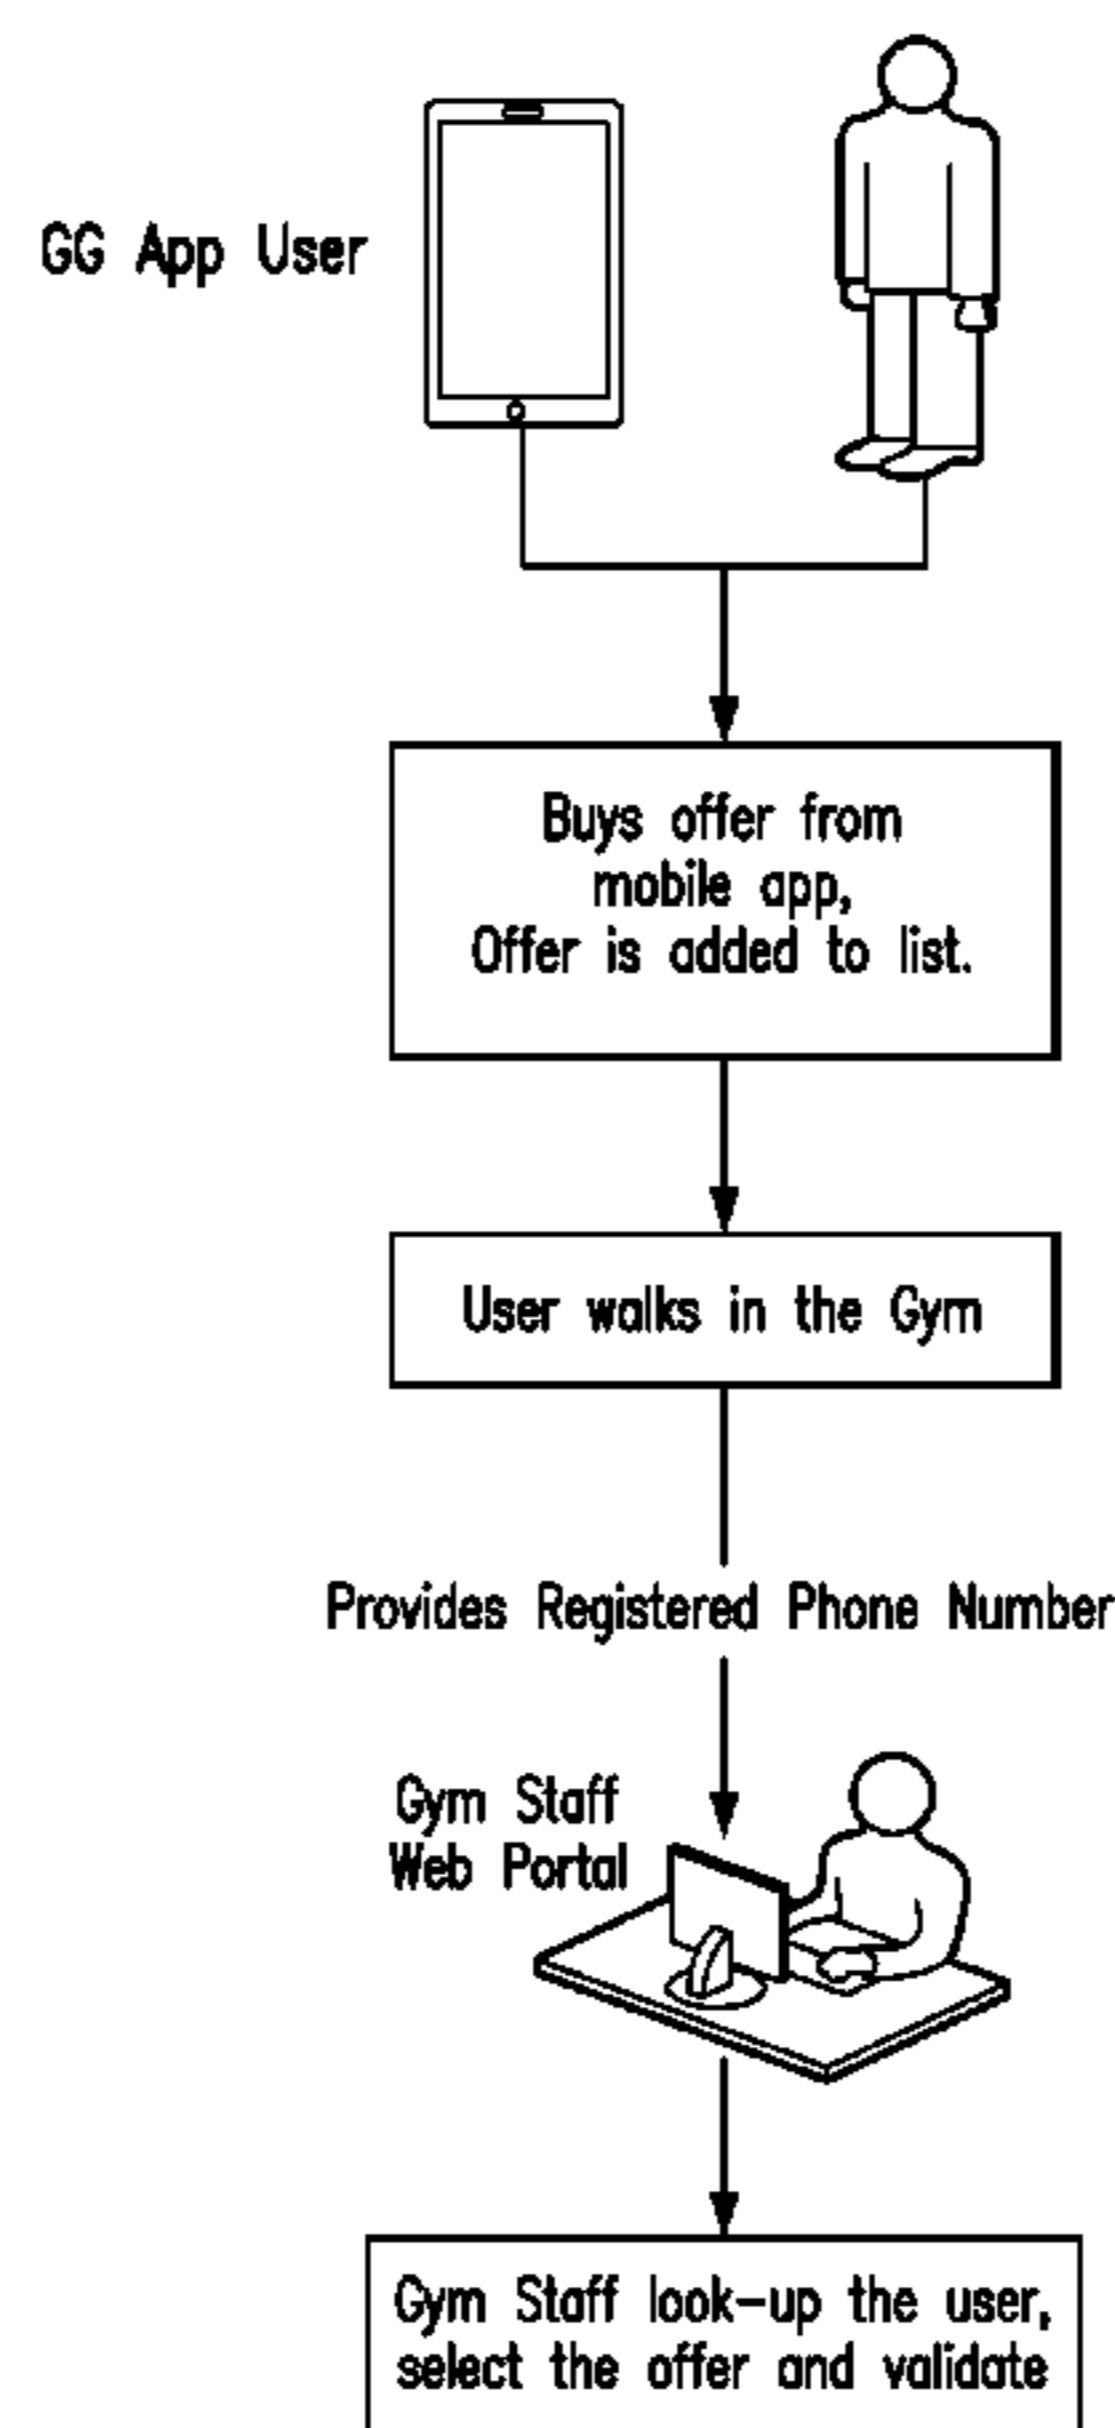 GG App User
Buys offer from
mobile app,
Offer is added to list.
User walks in the Gym
Provides Registered Phone Number
Gym Staff
Web Portal
Gym Staff look-up the user,
select the offer and validate